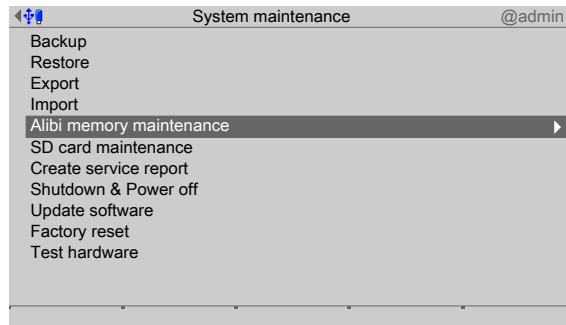 System maintenance @admin
Backup
Restore
Export
Import
Alibi memory maintenance
SD card maintenance
Create service report
Shutdown & Power off
Update software
Factory reset
Test hardware